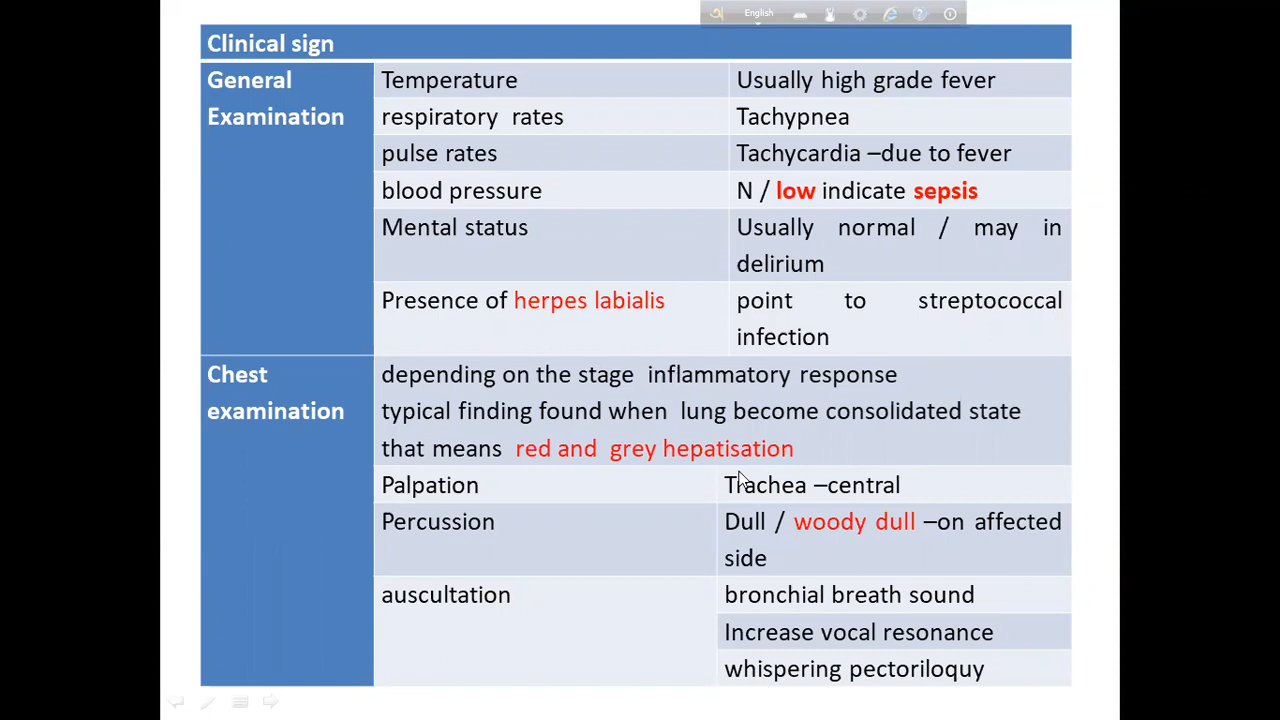 English
Clinical sign
General Examination
Temperature
Usually high grade fever
respiratory rates
Tachypnea
pulse rates
Tachycardia –due to fever
blood pressure
N / low indicate sepsis
Mental status
Usually normal / may in
delirium
Presence of herpes labialis
point to streptococcal
infection
Chest
examination
depending on the stage inflammatory response
typical finding found when lung become consolidated state
that means red and grey hepatisation
Palpation
Trachea –central
Percussion
Dull / woody dull –on affected
side
auscultation
bronchial breath sound
Increase vocal resonance
whispering pectoriloquy